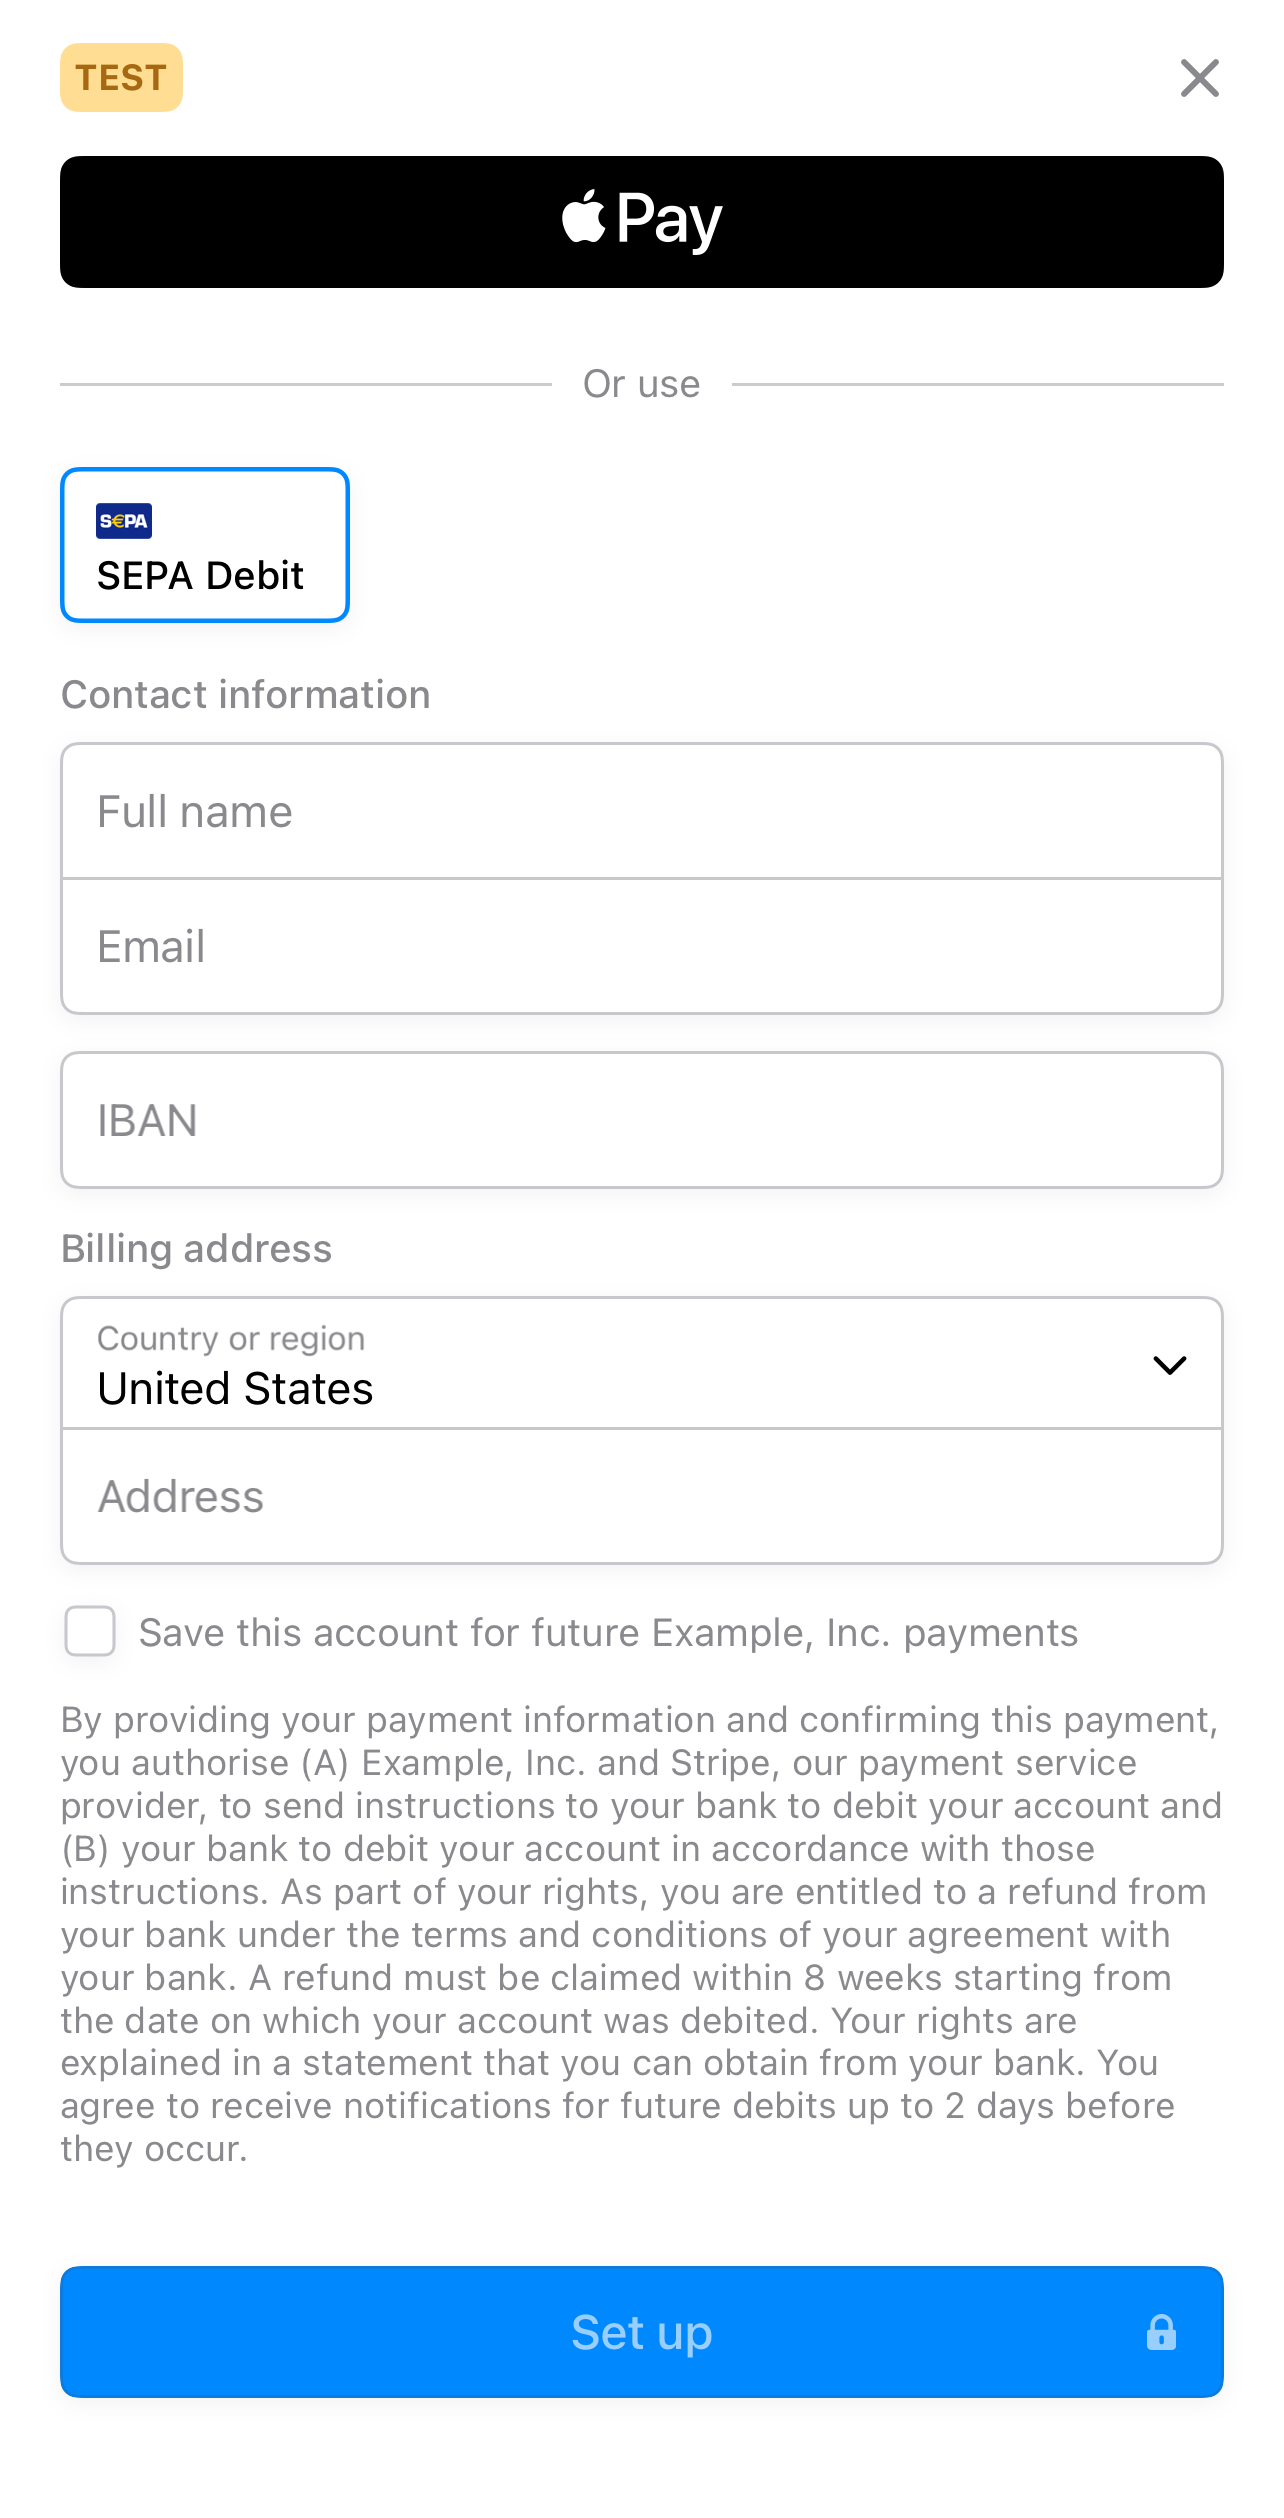 TEST
Pay
Or use
S€PA
SEPA Debit
Contact information
Full name
Email
IBAN
Billing address
Country or region
United States
Address
Save this account for future Example, Inc. payments
By providing your payment information and confirming this payment,
you authorise (A) Example, Inc. and Stripe, our payment service
provider, to send instructions to your bank to debit your account and
(B) your bank to debit your account in accordance with those
instructions. As part of your rights, you are entitled to a refund from
your bank under the terms and conditions of your agreement with
your bank. A refund must be claimed within 8 weeks starting from
the date on which your account was debited. Your rights are
explained in a statement that you can obtain from your bank. You
agree to receive notifications for future debits up to 2 days before
they occur.
Set up